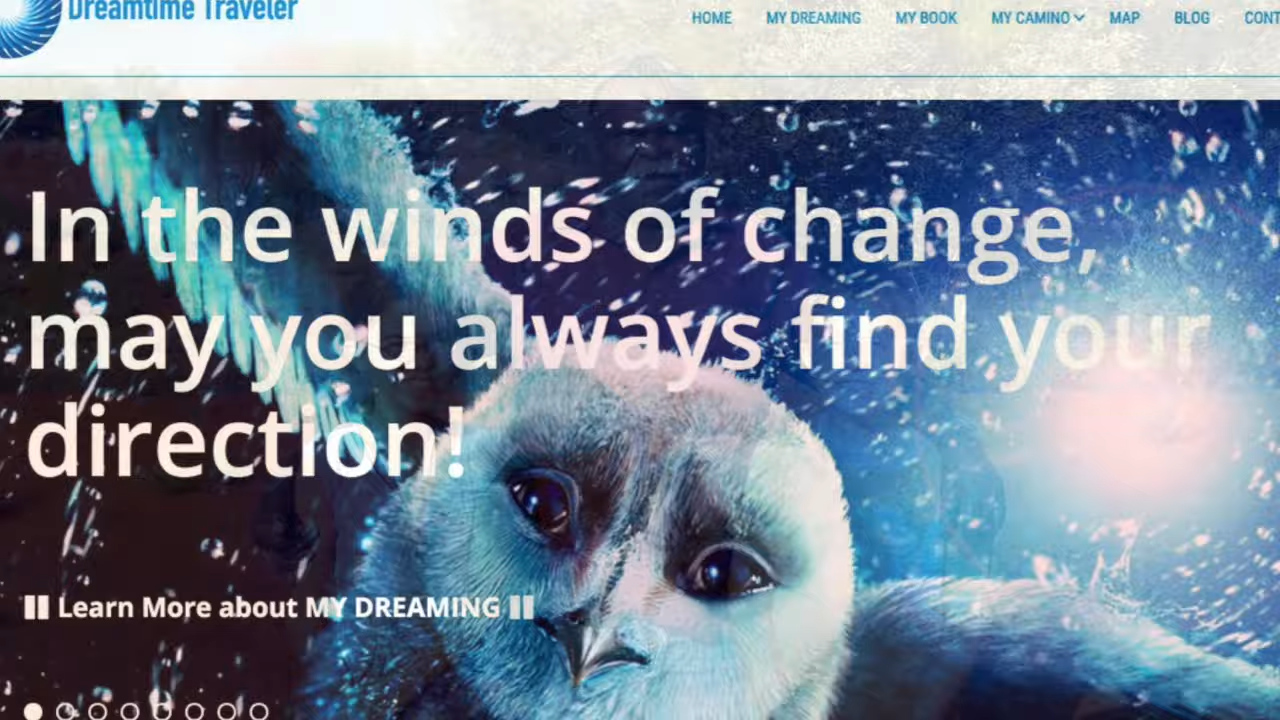 Dreamtime Traveler
HOME MY DREAMING MY BOOK MY CAMINO MAP BLOG
In the winds of change,
may you always find your
direction!
Learn More about MY DREAMING